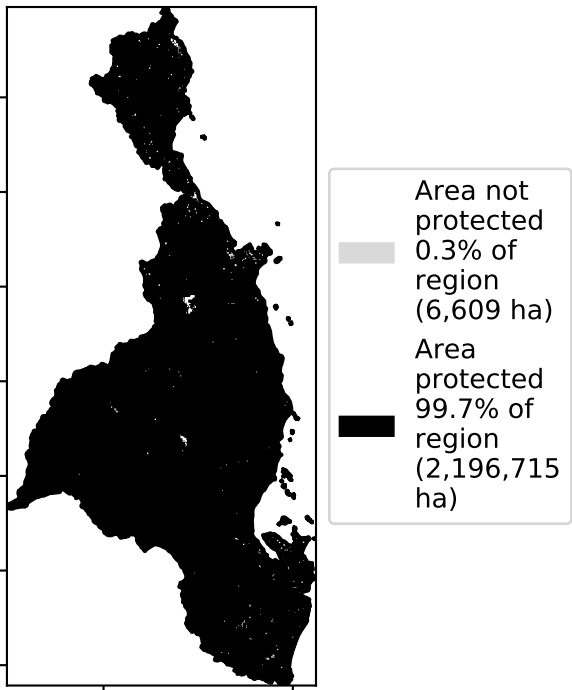 Area not
protected
0.3% of
region
(6,609 ha)
Area
protected
99.7% of
region
(2,196,715
ha)